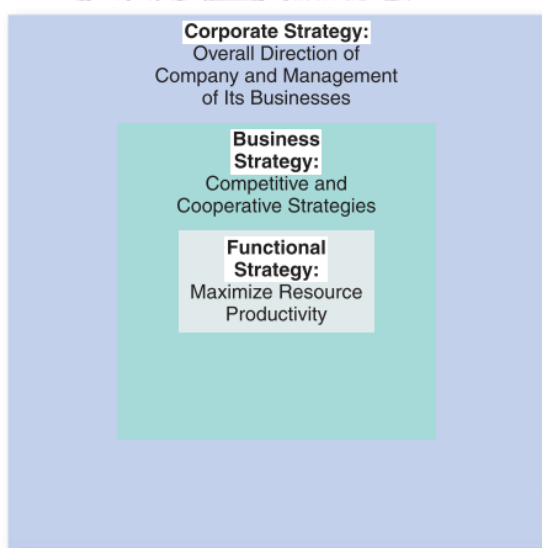 Corporate Strategy:
Overall Direction of
Company and Management
of Its Businesses
Business
Strategy:
Competitive and
Cooperative Strategies
Functional
Strategy:
Maximize Resource
Productivity